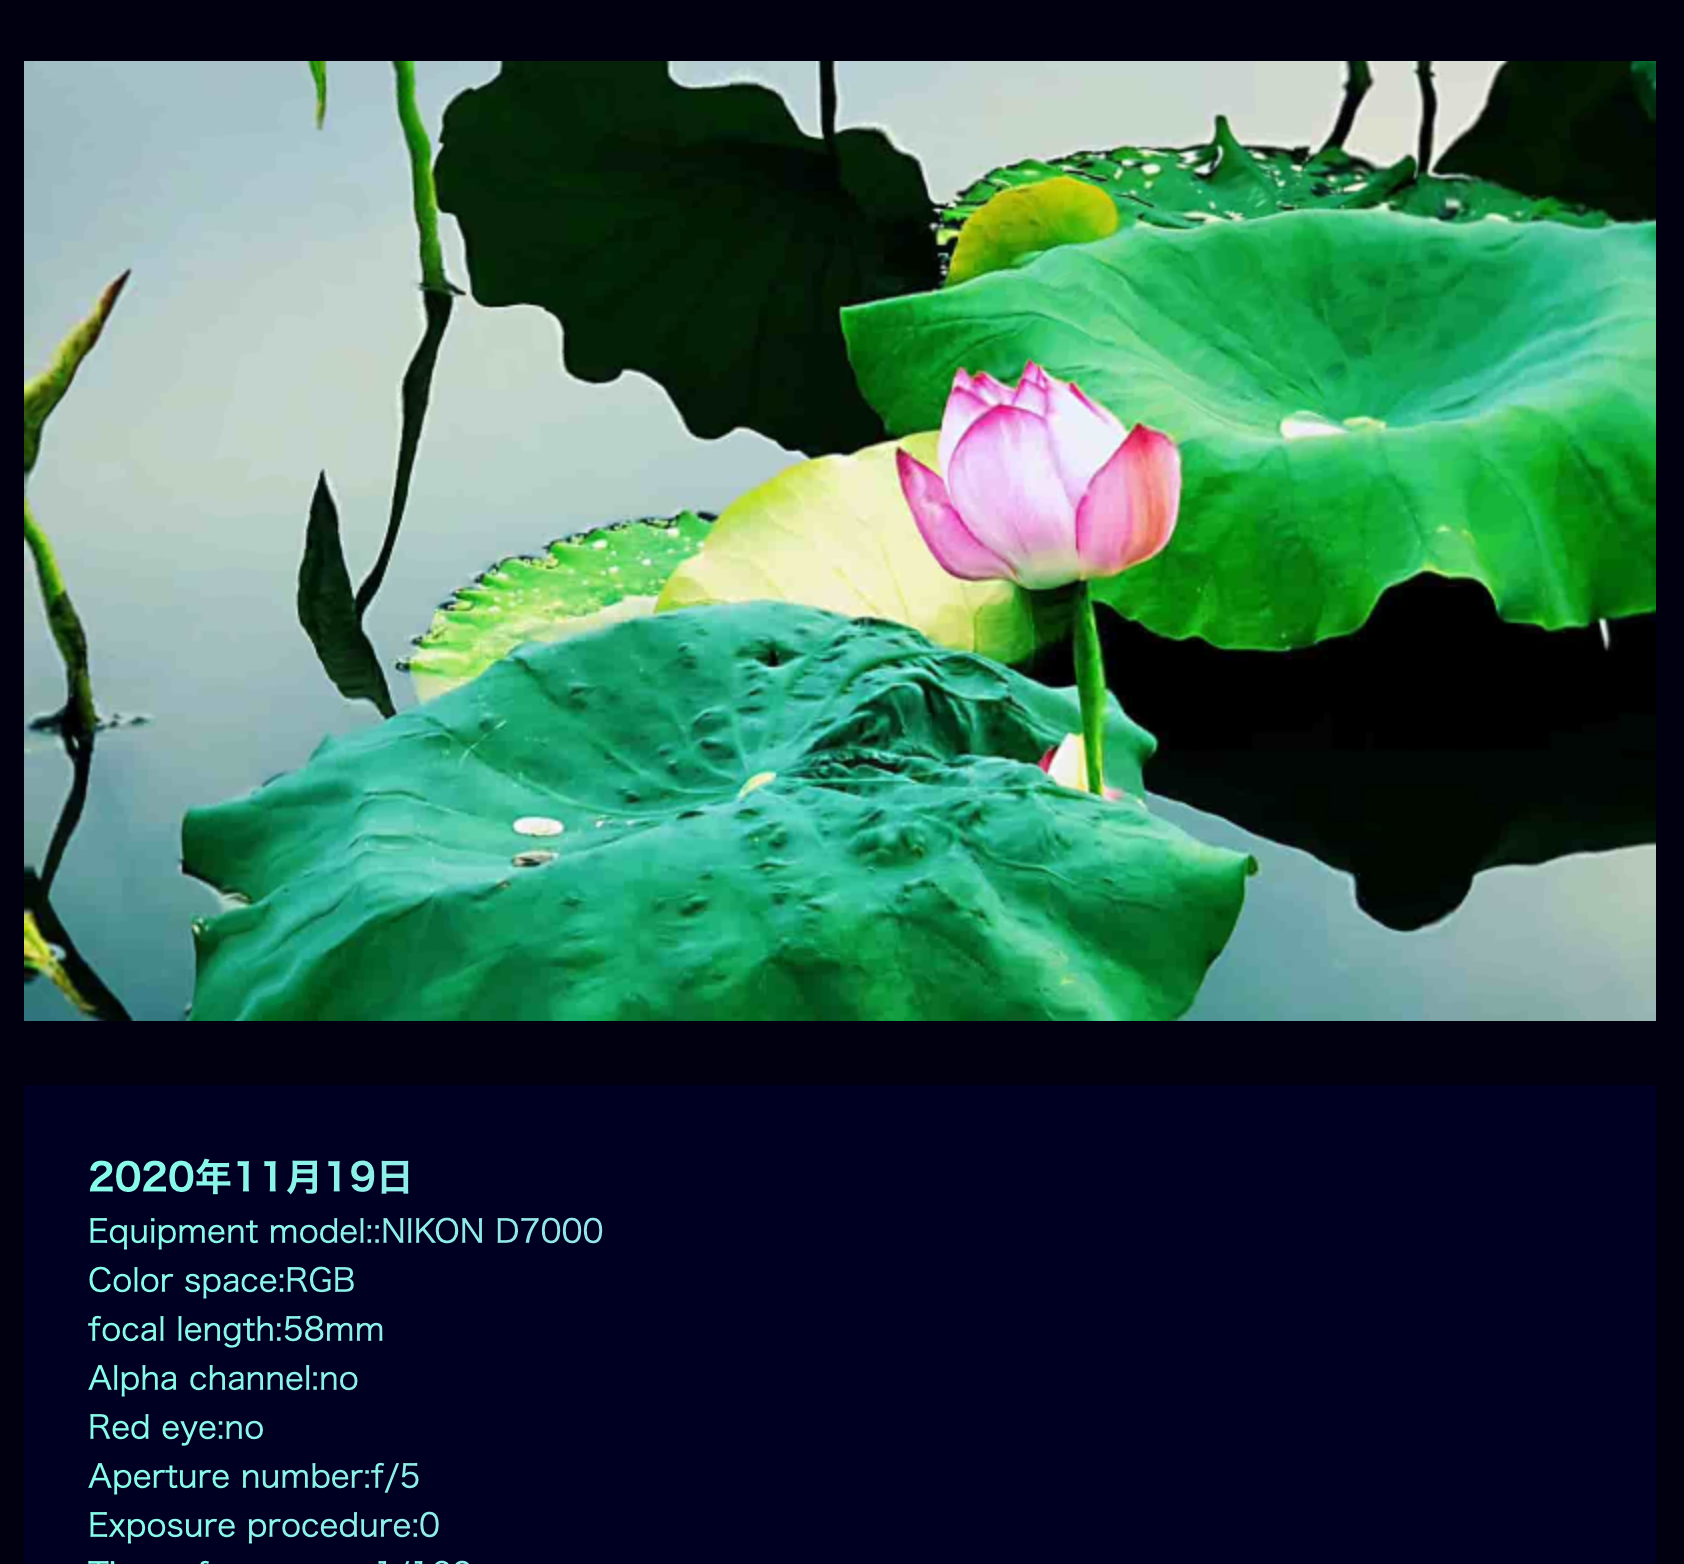 2020年11月19日
Equipment model::NIKON D7000
Color space:RGB
focal length:58mm
Alpha channel:no
Red eye:no
Aperture number:f/5
Exposure procedure:0